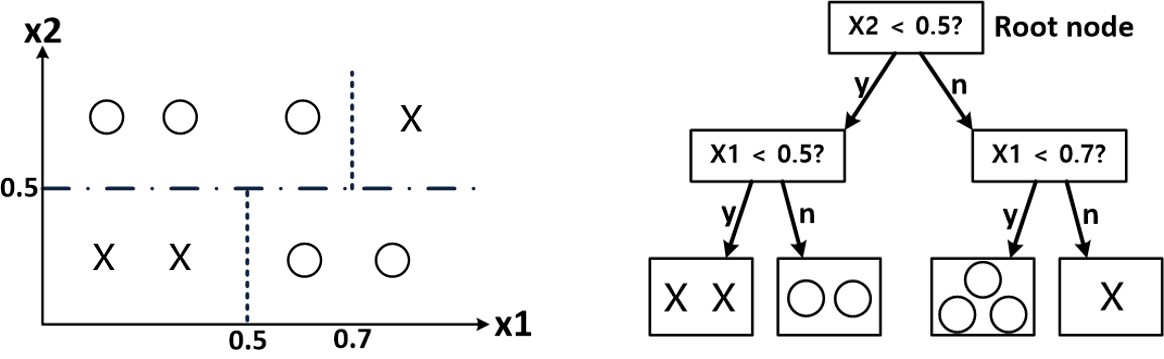 x2
0.5
X
X X
0.5
0.7
x1
X2 < 0.5?
Root node
y
n
X1 < 0.5?
X1 < 0.7?
y
n
y
n
X X
X